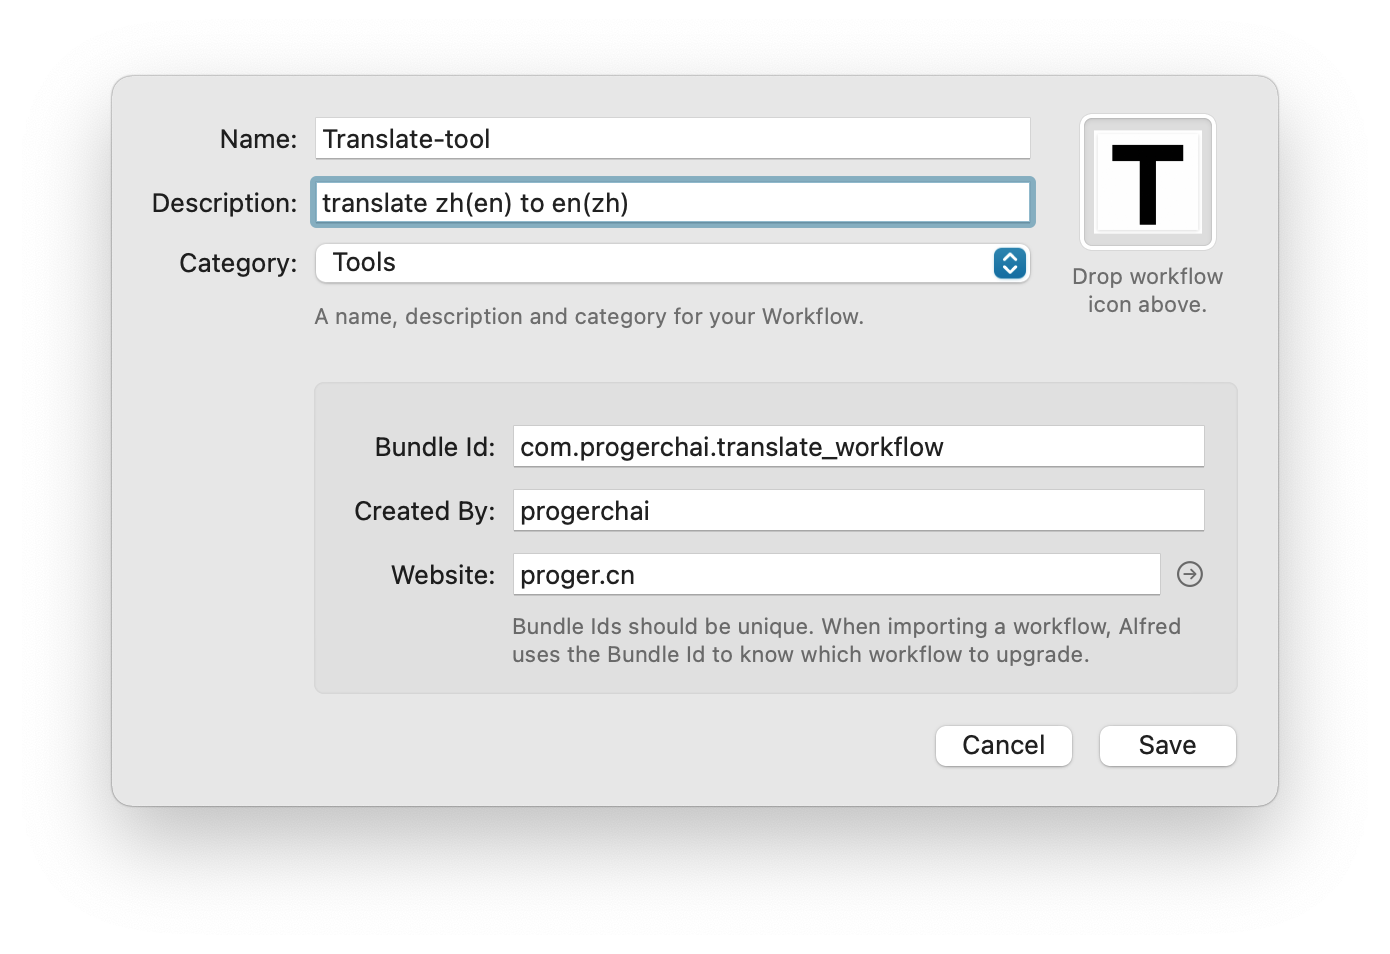 Name: Translate-tool
Description: translate zh(en) to en(zh)
Category: Tools
A name, description and category for your Workflow.
T
Drop workflow
icon above.
Bundle Id: com.progerchai.translate_workflow
Created By: progerchai
Website: proger.cn
Bundle Ids should be unique. When importing a workflow, Alfred
uses the Bundle Id to know which workflow to upgrade.
Cancel Save